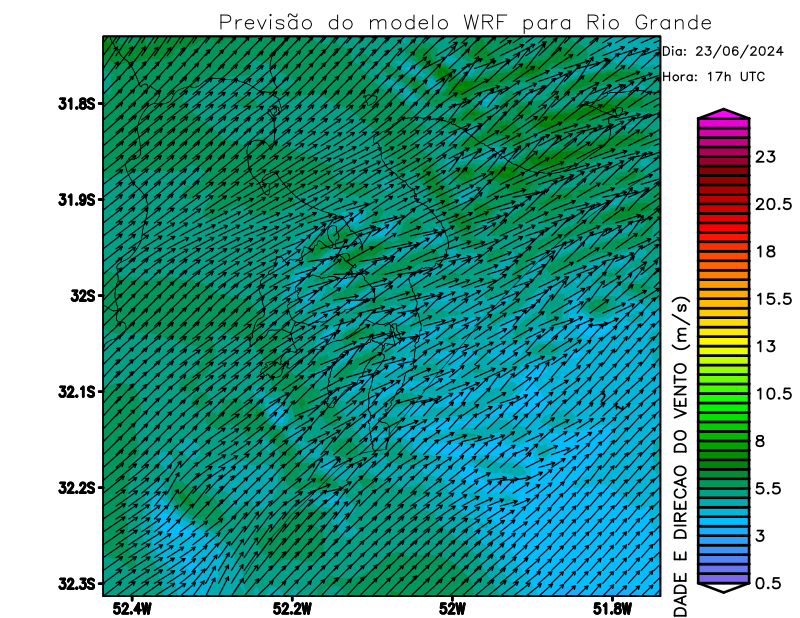 Previsão do modelo WRF para Rio Grande
Dia: 23/06/2024
Hora: 17h UTC
31.8S
31.9S
32S
32.1S
32.2S
32.3S
52.4W
52.2W
52W
51.8W
DADE E DIRECAO DO VENTO (m/s)
23
20.5
18
15.5
13
10.5
8
5.5
3
0.5